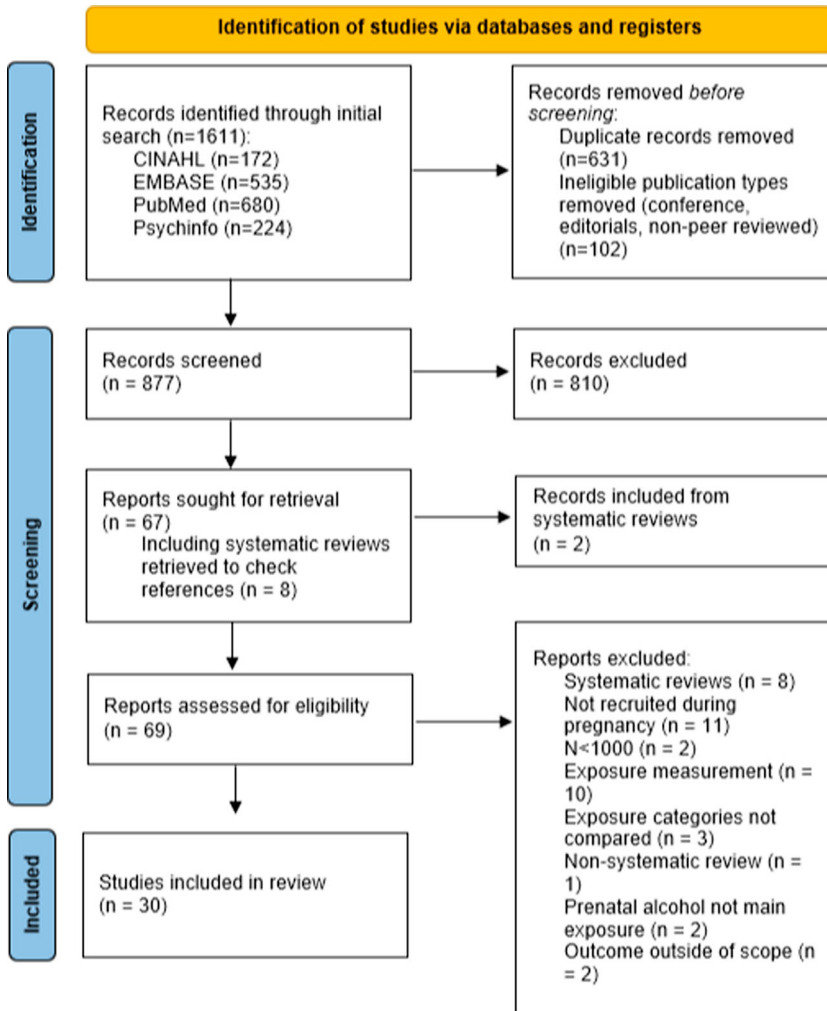 Identification of studies via databases and registers
Identification
Records identified through initial
search (n=1611):
CINAHL (n=172)
EMBASE (n=535)
PubMed (n=680)
Psychinfo (n=224)
Records removed before
screening:
Duplicate records removed
(n=631)
Ineligible publication types
removed (conference,
editorials, non-peer reviewed)
(n=102)
Screening
Records screened
(n = 877)
Records excluded
(n = 810)
Reports sought for retrieval
(n = 67)
Including systematic reviews
retrieved to check
references (n = 8)
Records included from
systematic reviews
(n = 2)
Reports assessed for eligibility
(n = 69)
Reports excluded:
Systematic reviews (n = 8)
Not recruited during
pregnancy (n = 11)
N<1000 (n = 2)
Exposure measurement (n =
10)
Exposure categories not
compared (n = 3)
Non-systematic review (n =
1)
Prenatal alcohol not main
exposure (n = 2)
Outcome outside of scope (n
= 2)
Included
Studies included in review
(n = 30)